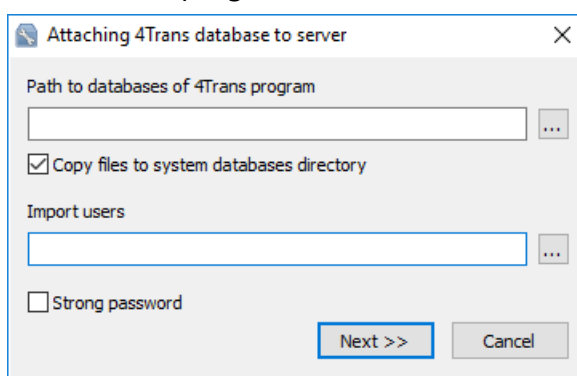 Attaching 4Trans database to server
Path to databases of 4Trans program
...
Copy files to system databases directory
Import users
...
Strong password
Next >> Cancel